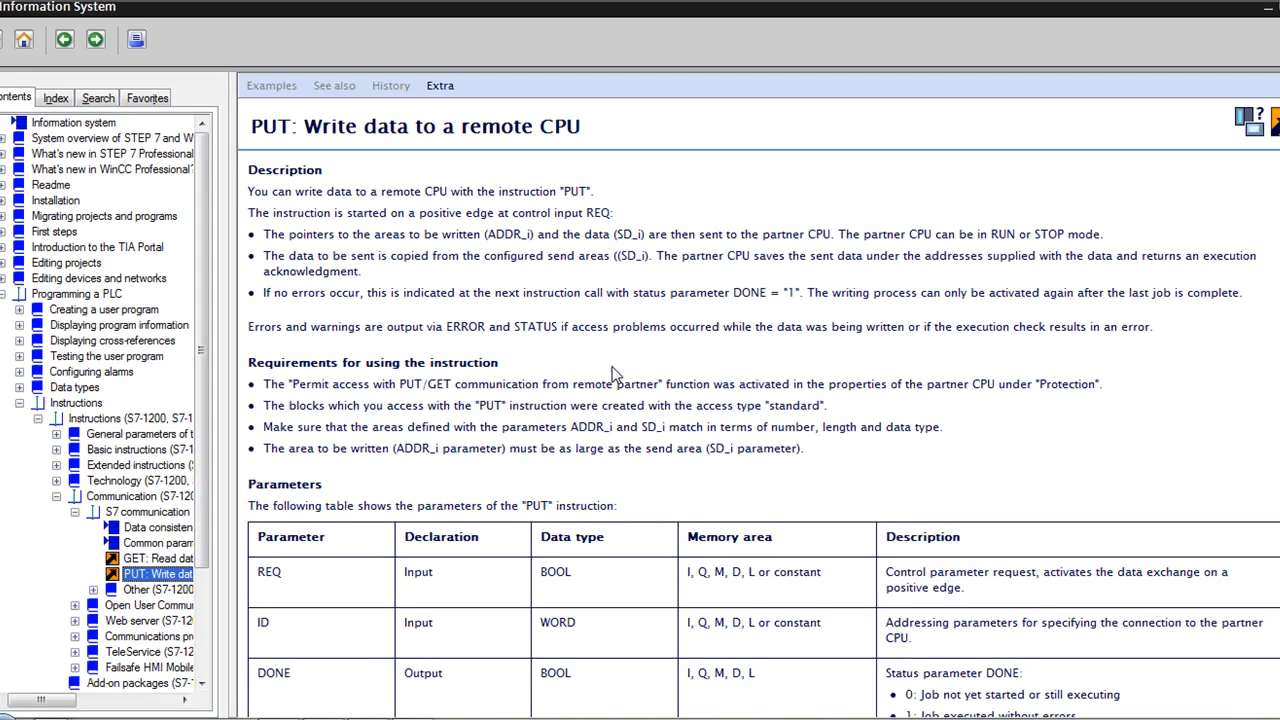 Information System
Contents Index Search Favorites
Information system
System overview of STEP 7 and W
What's new in STEP 7 Professional
What's new in WinCC Professional?
Readme
Installation
Migrating projects and programs
First steps
Introduction to the TIA Portal
Editing projects
Editing devices and networks
Programming a PLC
Creating a user program
Displaying program information
Displaying cross-references
Testing the user program
Configuring alarms
Data types
Instructions
Instructions (S7-1200, S7-1
General parameters of t
Basic instructions (S7-1
Extended instructions (S
Technology (S7-1200,
Communication (S7-120
S7 communication
Data consisten
Common param
GET: Read dat
PUT: Write dat
Other (S7-1200
Open User Commu
Web server (S7-12
Communications pr
TeleService (S7-12
Failsafe HMI Mobile
Add-on packages (S7-1
Examples See also History Extra
PUT: Write data to a remote CPU
Description
You can write data to a remote CPU with the instruction "PUT".
The instruction is started on a positive edge at control input REQ:
• The pointers to the areas to be written (ADDR_i) and the data (SD_i) are then sent to the partner CPU. The partner CPU can be in RUN or STOP mode.
• The data to be sent is copied from the configured send areas ((SD_i). The partner CPU saves the sent data under the addresses supplied with the data and returns an execution
acknowledgment.
• If no errors occur, this is indicated at the next instruction call with status parameter DONE = "1". The writing process can only be activated again after the last job is complete.
Errors and warnings are output via ERROR and STATUS if access problems occurred while the data was being written or if the execution check results in an error.
Requirements for using the instruction
• The "Permit access with PUT/GET communication from remote partner" function was activated in the properties of the partner CPU under "Protection".
• The blocks which you access with the "PUT" instruction were created with the access type "standard".
• Make sure that the areas defined with the parameters ADDR_i and SD_i match in terms of number, length and data type.
• The area to be written (ADDR_i parameter) must be as large as the send area (SD_i parameter).
Parameters
The following table shows the parameters of the "PUT" instruction:
Parameter Declaration Data type Memory area Description
REQ Input BOOL I, Q, M, D, L or constant Control parameter request, activates the data exchange on a
positive edge.
ID Input WORD I, Q, M, D, L or constant Addressing parameters for specifying the connection to the partner
CPU.
DONE Output BOOL I, Q, M, D, L Status parameter DONE:
• 0: Job not yet started or still executing
• 1: Job executed without errors